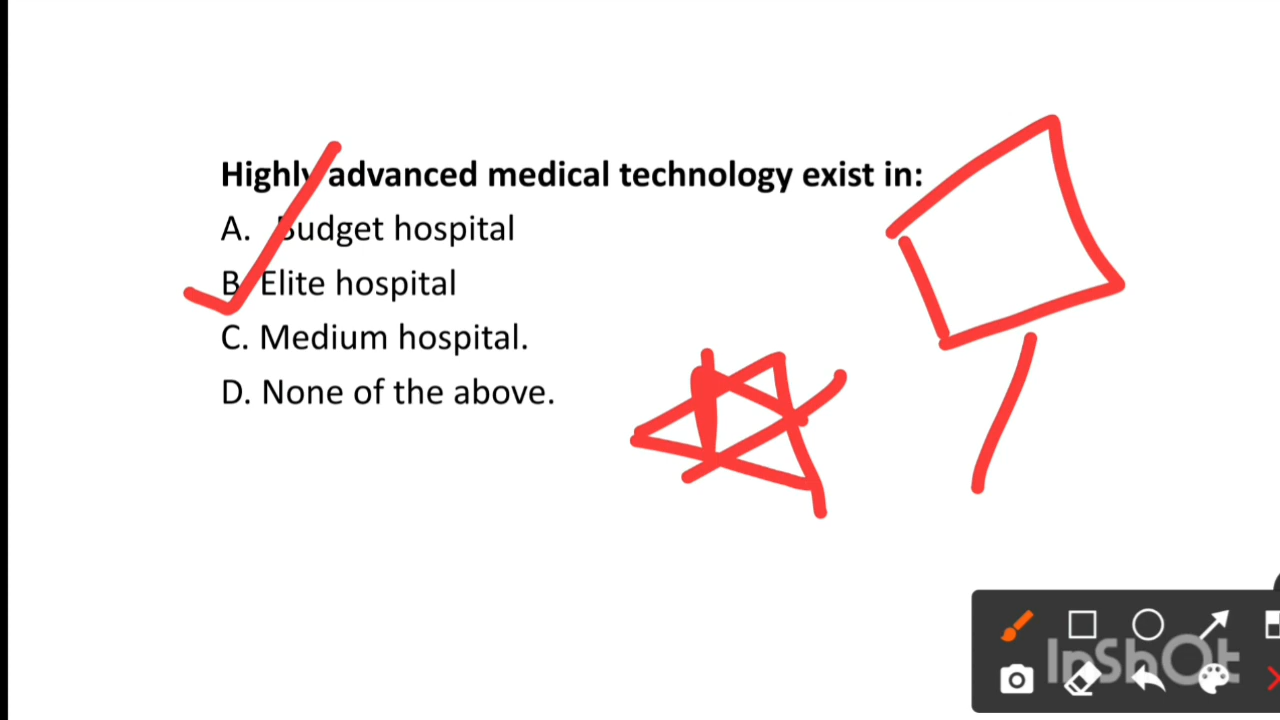 Highly advanced medical technology exist in:
A. Budget hospital
B. Elite hospital
C. Medium hospital.
D. None of the above.
InShOt